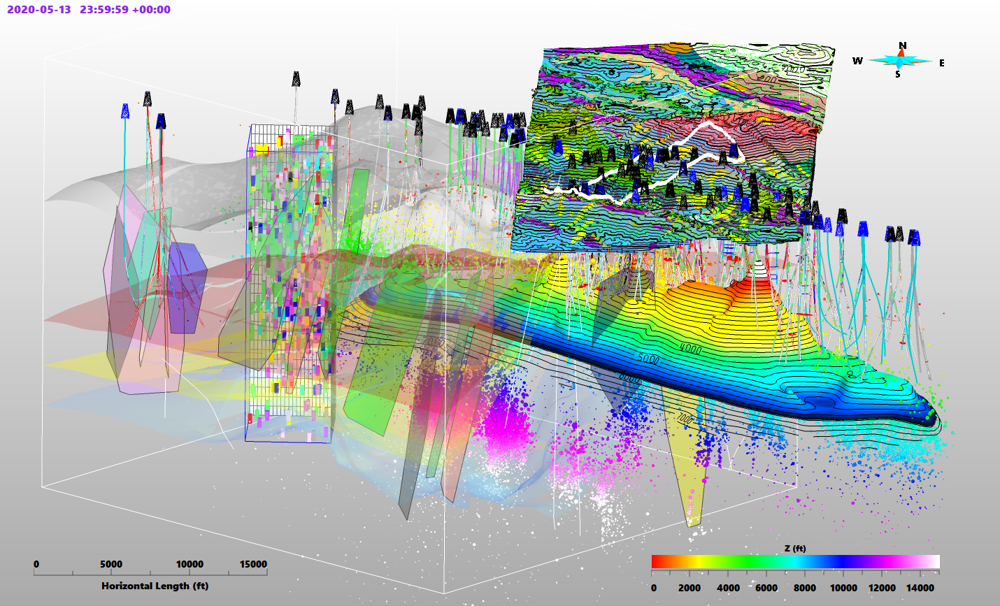 2020-05-13 23:59:59 +00:00
N
W E
S
4000
5000
6000
7000
Z (ft)
0 5000 10000 15000
Horizontal Length (ft)
0 2000 4000 6000 8000 10000 12000 14000